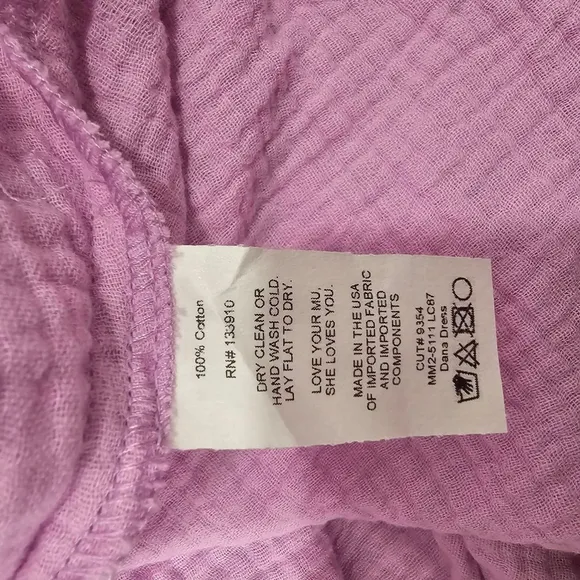 100% Cotton
RN# 133910
DRY CLEAN OR
HAND WASH COLD.
LAY FLAT TO DRY.
LOVE YOUR MU,
SHE LOVES YOU.
MADE IN THE USA
OF IMPORTED FABRIC
AND IMPORTED
COMPONENTS
CUT# 9354
MM2-5111 LC67
Dana Dress